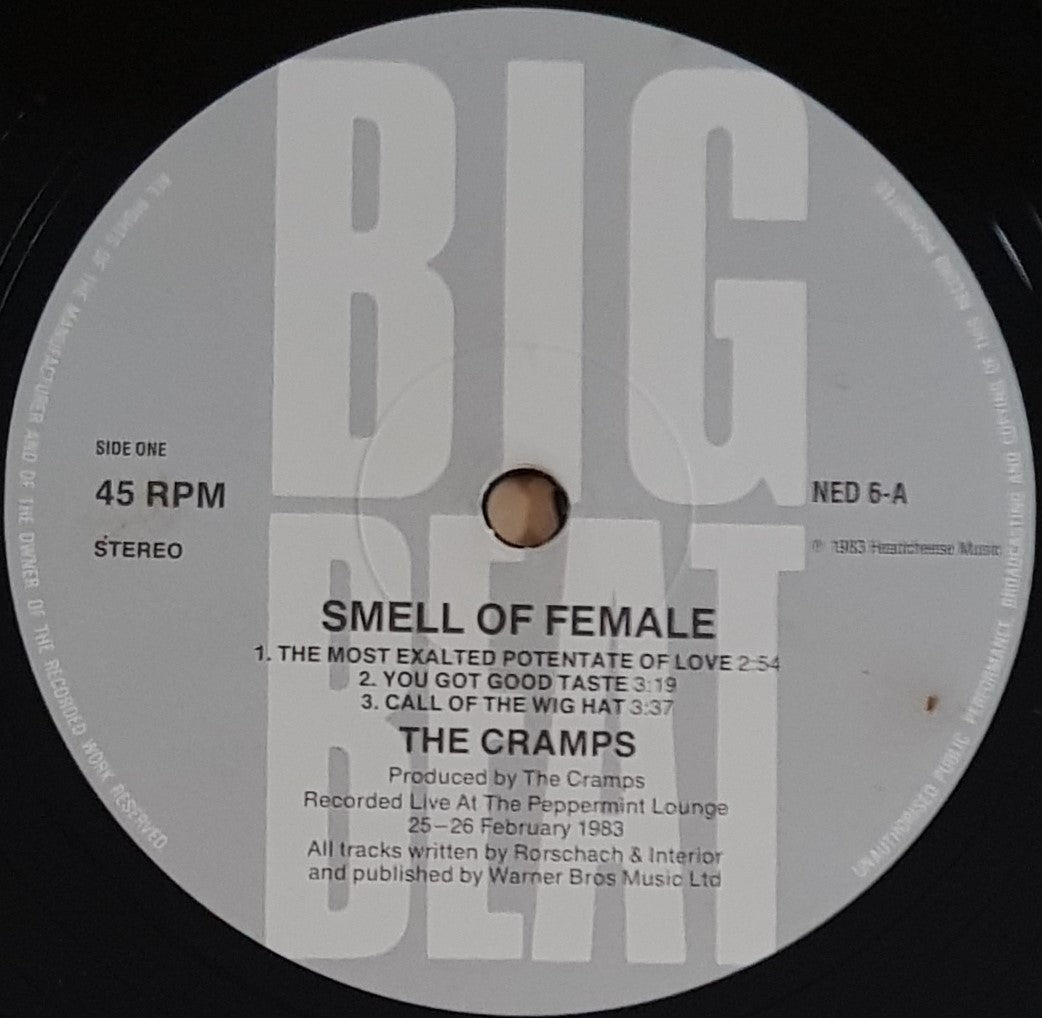 BIG
BEAT
SIDE ONE
45 RPM
STEREO
NED 6-A
℗ 1983 Headcheese Music
SMELL OF FEMALE
1. THE MOST EXALTED POTENTATE OF LOVE 2:54
2. YOU GOT GOOD TASTE 3:19
3. CALL OF THE WIG HAT 3:37
THE CRAMPS
Produced by The Cramps
Recorded Live At The Peppermint Lounge
25–26 February 1983
All tracks written by Rorschach & Interior
and published by Warner Bros Music Ltd
ALL RIGHTS OF THE MANUFACTURER AND OF THE OWNER OF THE RECORDED WORK RESERVED
UNAUTHORISED PUBLIC PERFORMANCE, BROADCASTING AND COPYING OF THIS RECORD PROHIBITED